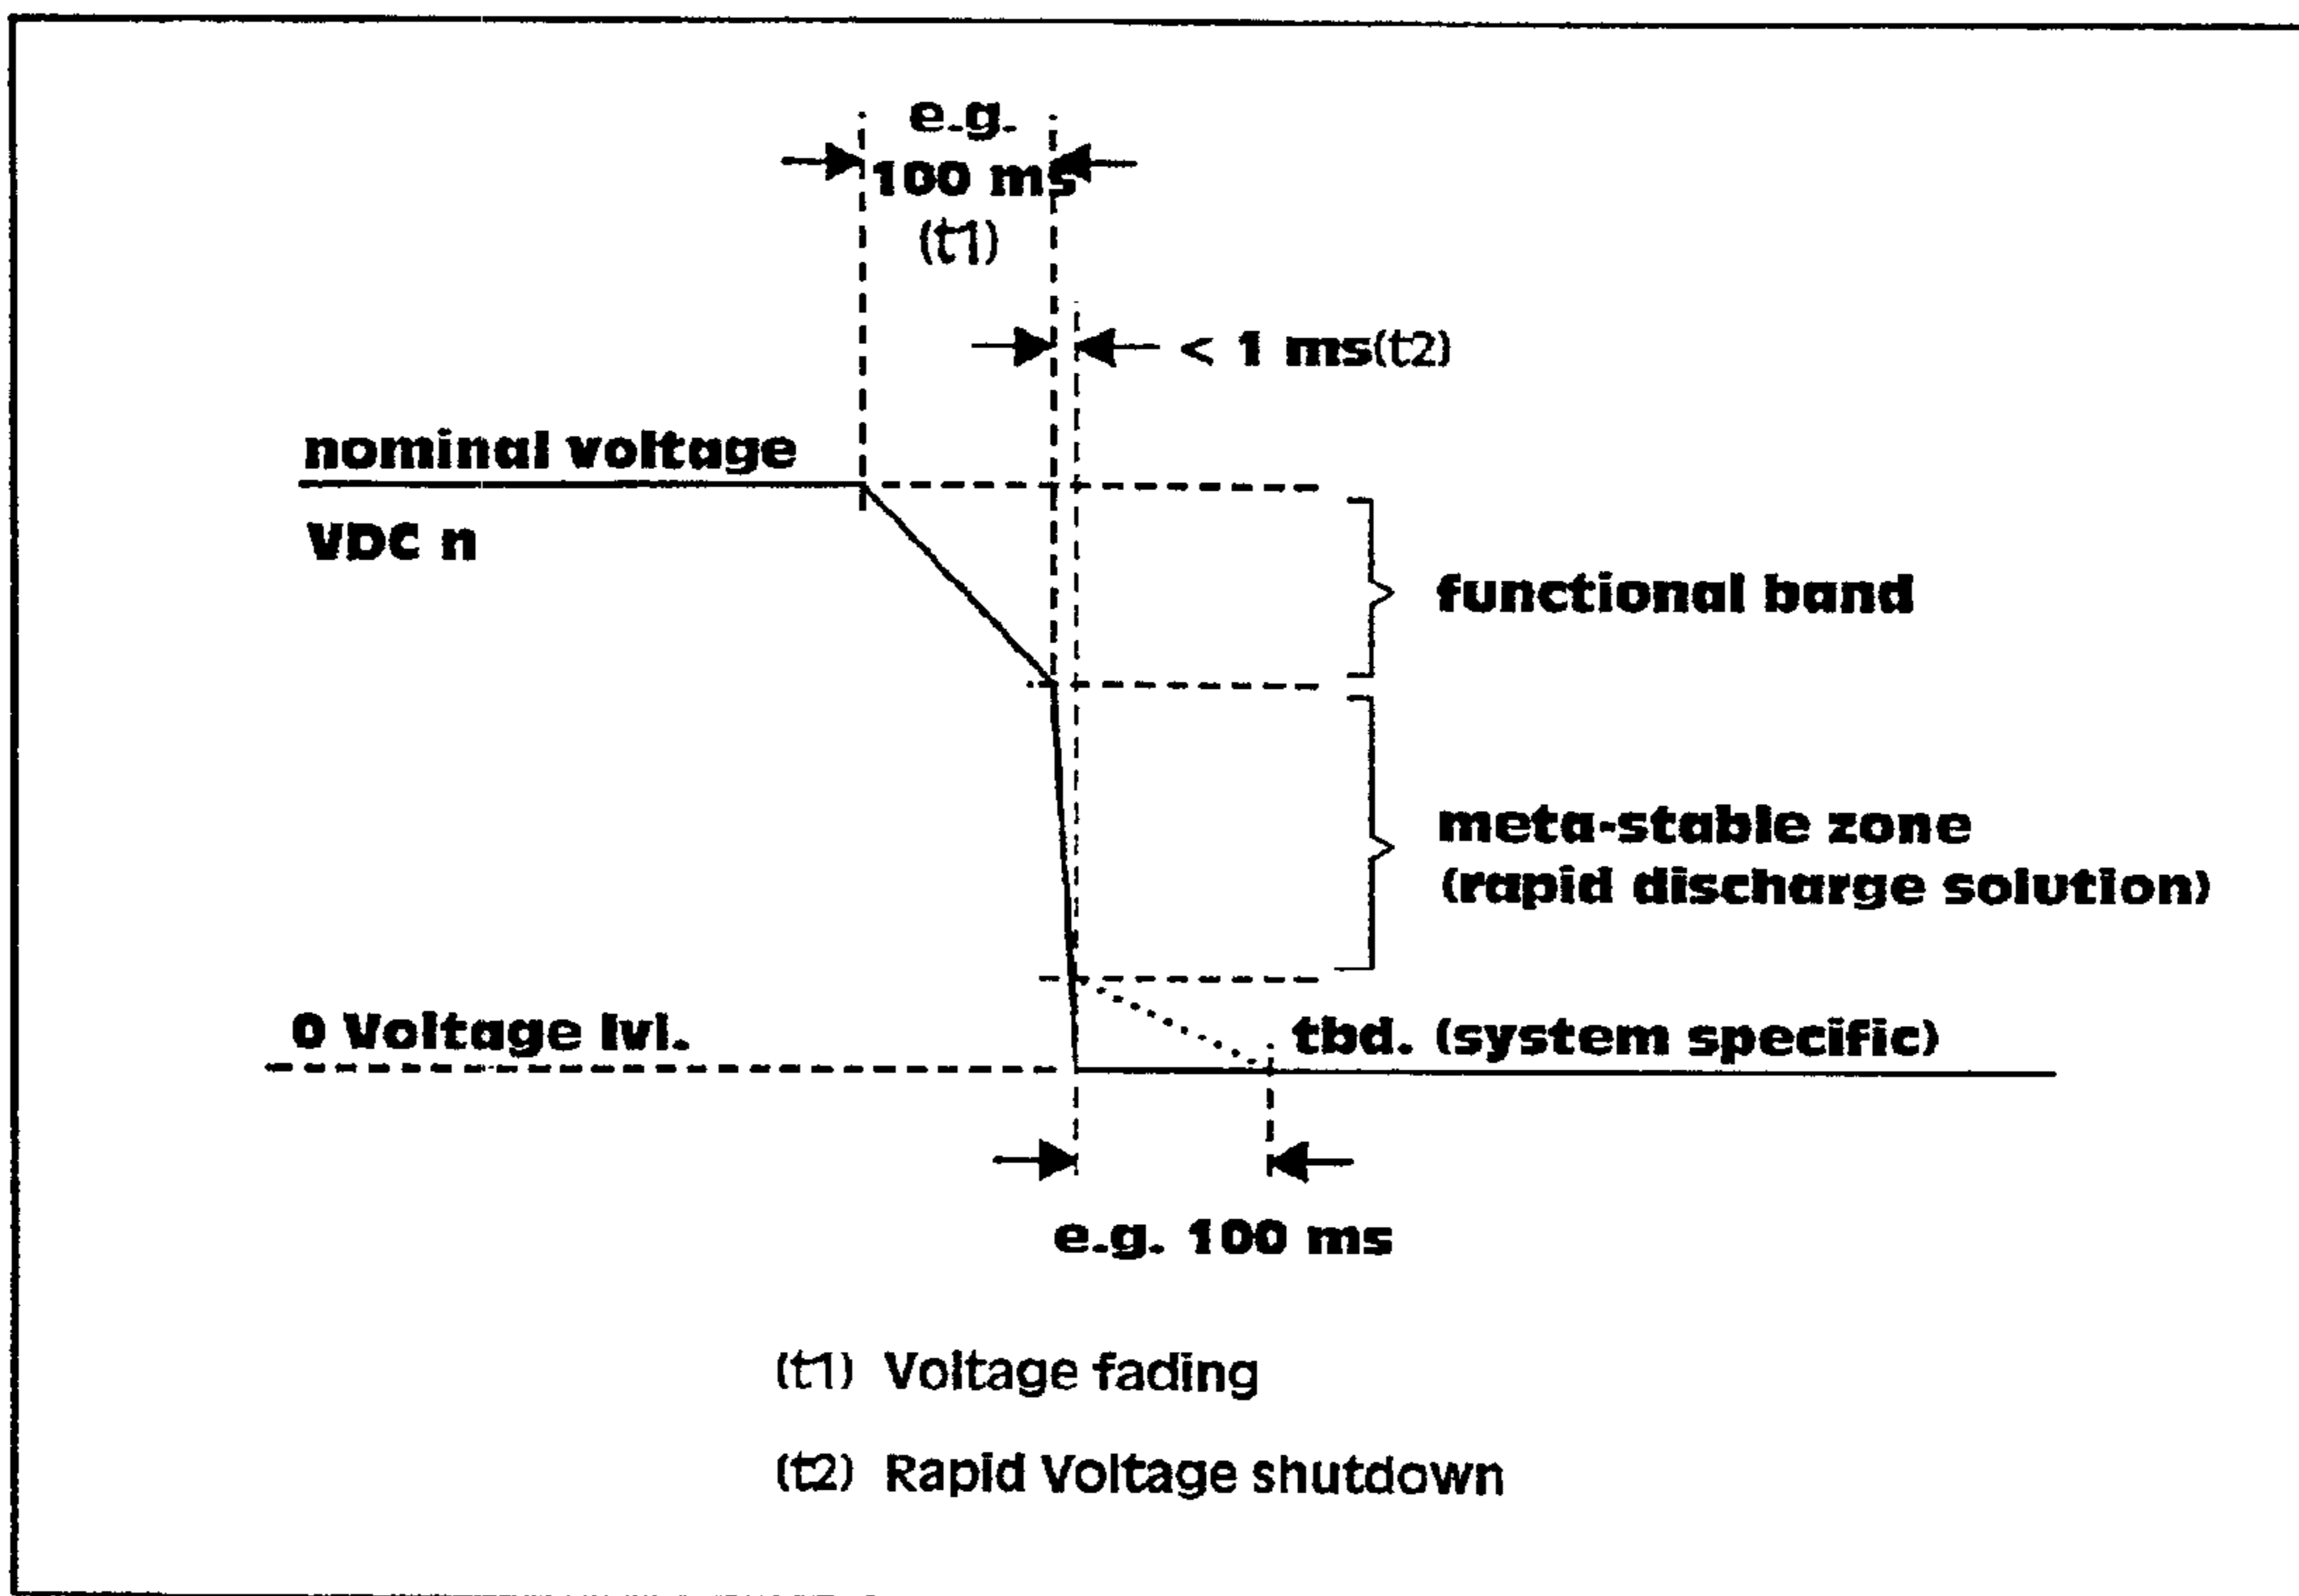 e.g.
100 ms
(t1)
< 1 ms(t2)
nominal voltage
VDC n
functional band
meta-stable zone
(rapid discharge solution)
0 Voltage lvl.
tbd. (system specific)
e.g. 100 ms
(t1) Voltage fading
(t2) Rapid Voltage shutdown